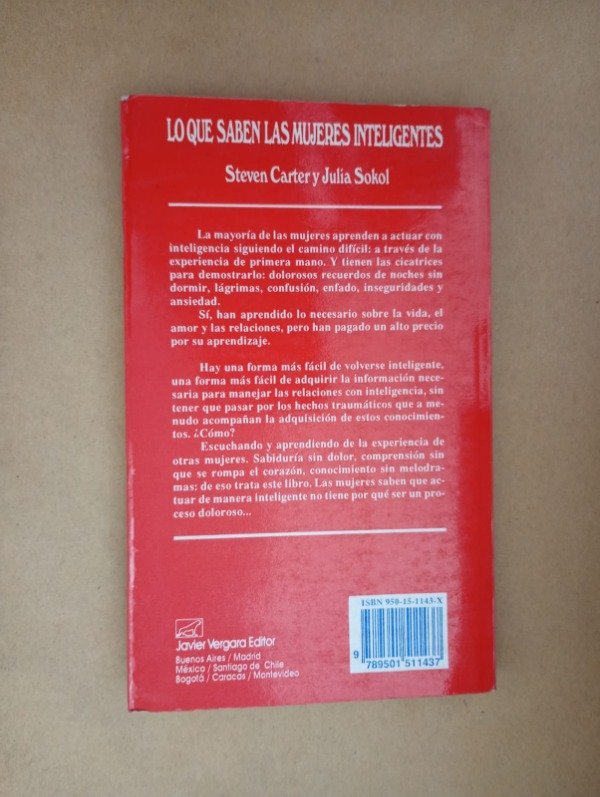 LO QUE SABEN LAS MUJERES INTELIGENTES
Steven Carter y Julia Sokol
La mayoría de las mujeres aprenden a actuar con
inteligencia siguiendo el camino difícil: a través de la
experiencia de primera mano. Y tienen las cicatrices
para demostrarlo: dolorosos recuerdos de noches sin
dormir, lágrimas, confusión, enfado, inseguridades y
ansiedad.
Sí, han aprendido lo necesario sobre la vida, el
amor y las relaciones, pero han pagado un alto precio
por su aprendizaje.
Hay una forma más fácil de volverse inteligente,
una forma más fácil de adquirir la información nece-
saria para manejar las relaciones con inteligencia, sin
tener que pasar por los hechos traumáticos que a me-
nudo acompañan la adquisición de estos conocimien-
tos. ¿Cómo?
Escuchando y aprendiendo de la experiencia de
otras mujeres. Sabiduría sin dolor, comprensión sin
que se rompa el corazón, conocimiento sin melodra-
mas: de eso trata este libro. Las mujeres saben que ac-
tuar de manera inteligente no tiene por qué ser un pro-
ceso doloroso...
ISBN 950-15-1143-X
9 789501 511437
Javier Vergara Editor
Buenos Aires / Madrid
México / Santiago de Chile
Bogotá / Caracas / Montevideo